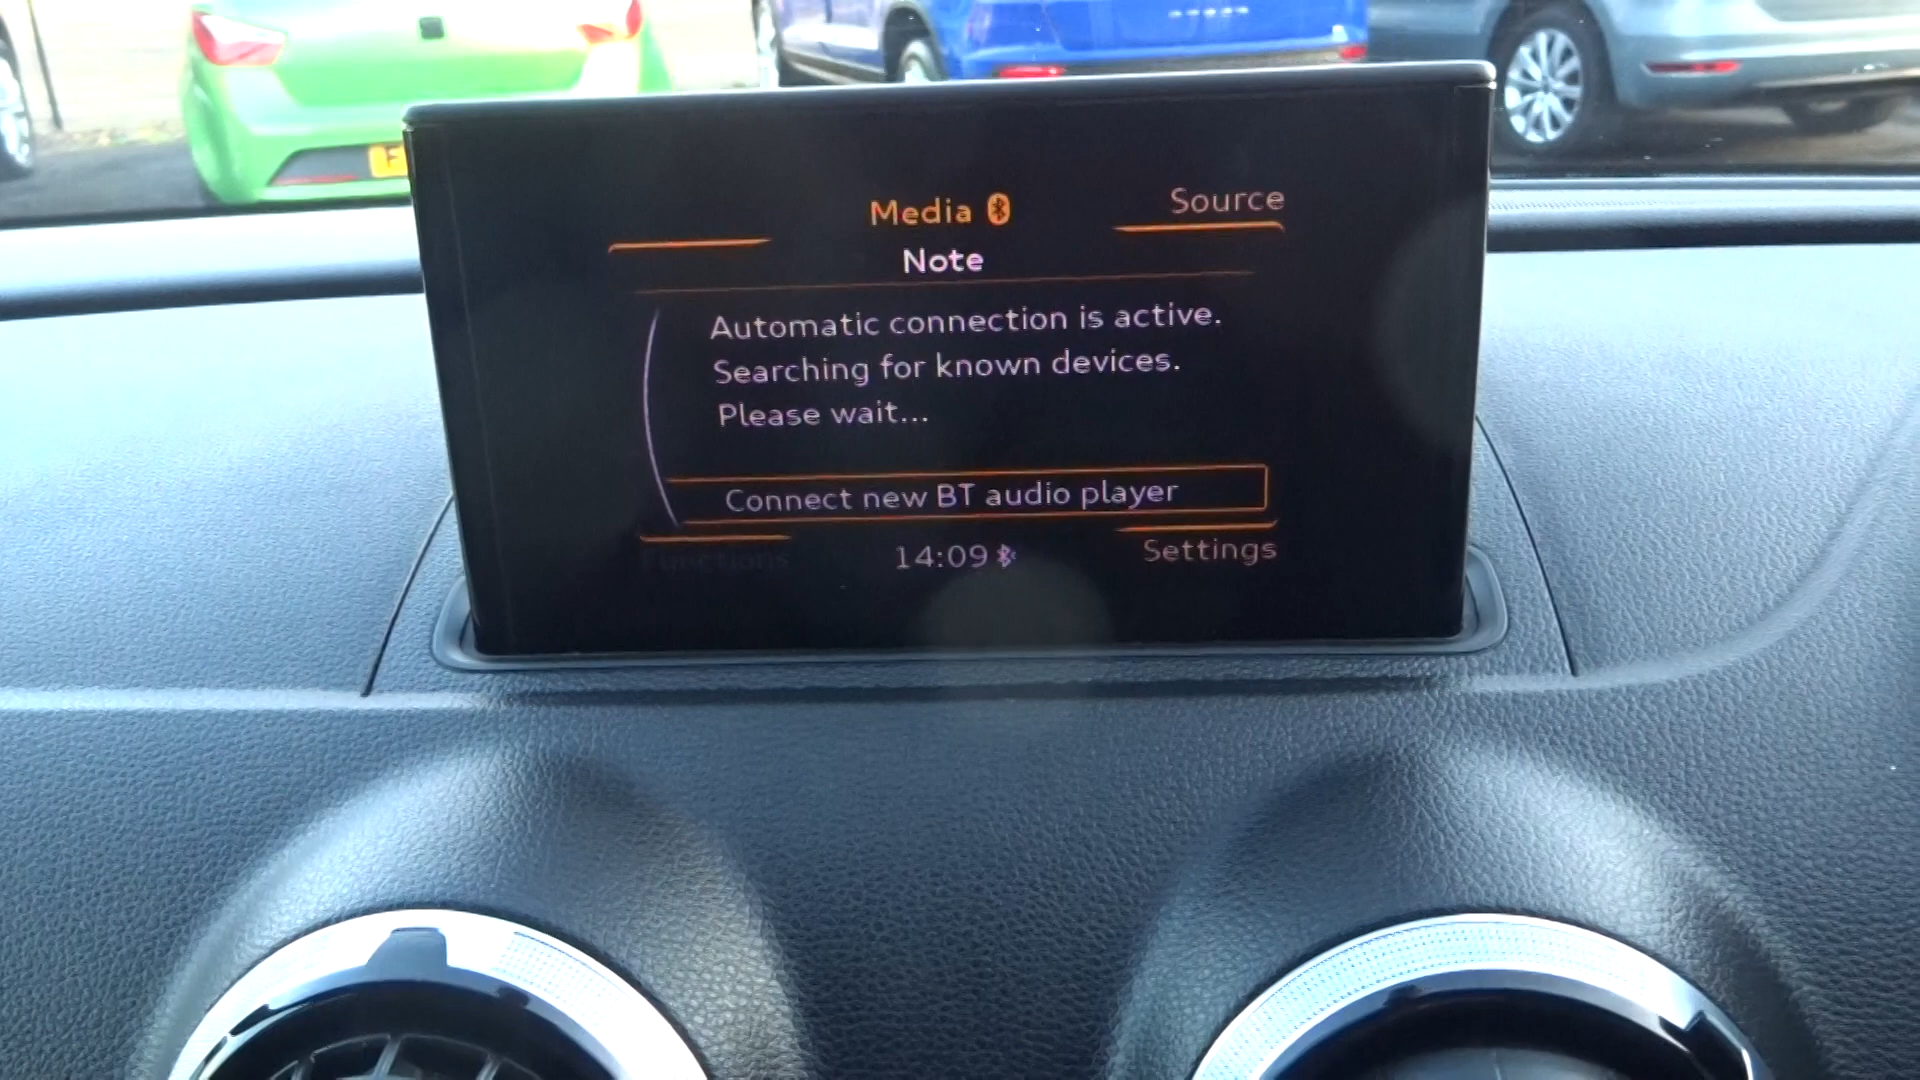 Media
Source
Note
Automatic connection is active.
Searching for known devices.
Please wait...
Connect new BT audio player
Functions
14:09
Settings